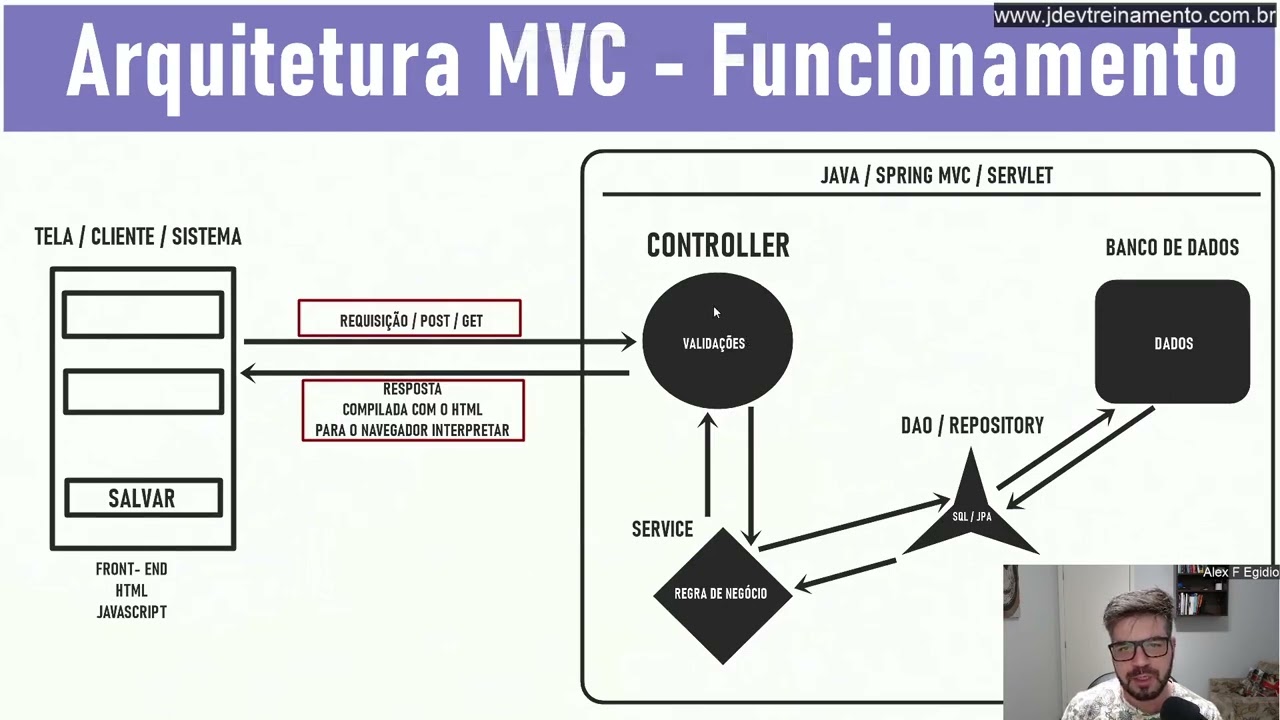 www.jdevtreinamento.com.br
Arquitetura MVC - Funcionamento
JAVA / SPRING MVC / SERVLET
TELA / CLIENTE / SISTEMA
CONTROLLER
BANCO DE DADOS
REQUISIÇÃO / POST / GET
VALIDAÇÕES
DADOS
RESPOSTA
COMPILADA COM O HTML
PARA O NAVEGADOR INTERPRETAR
DAO / REPOSITORY
SALVAR
SQL / JPA
SERVICE
REGRA DE NEGÓCIO
FRONT- END
HTML
JAVASCRIPT
Alex F Egidio